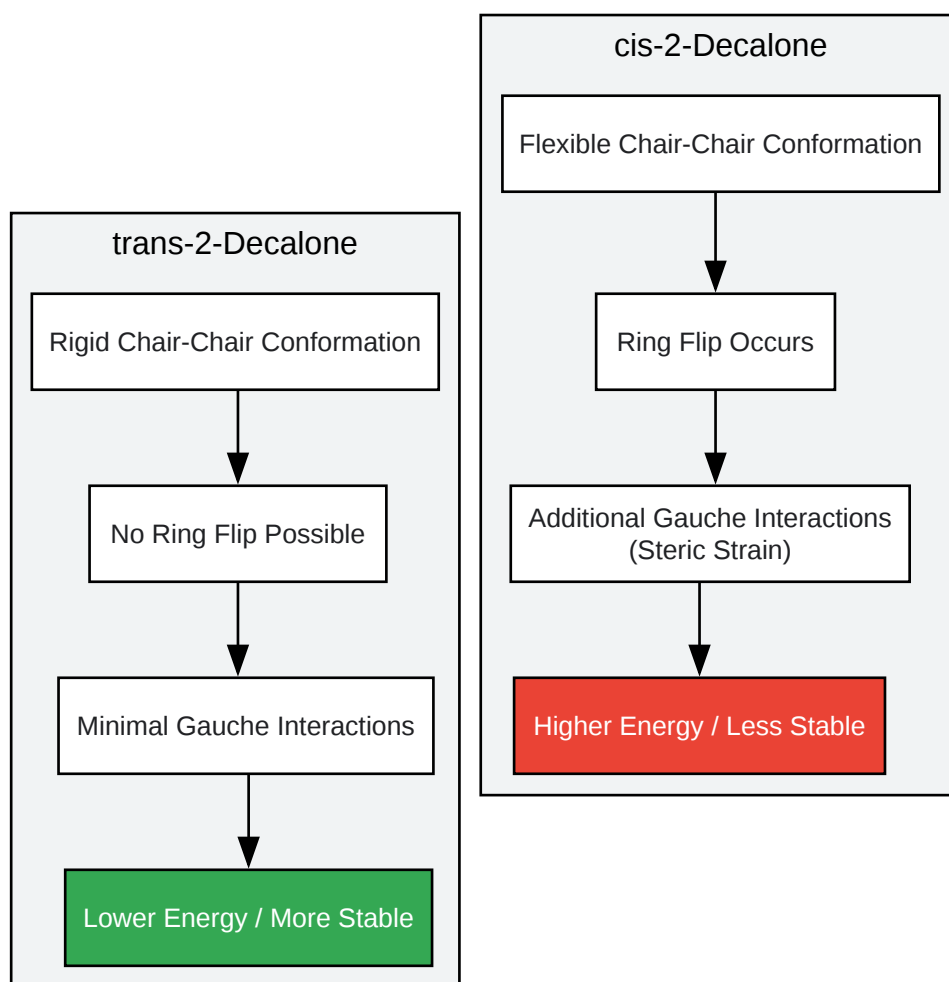 trans-2-Decalone
Rigid Chair-Chair Conformation
No Ring Flip Possible
Minimal Gauche Interactions
Lower Energy / More Stable
cis-2-Decalone
Flexible Chair-Chair Conformation
Ring Flip Occurs
Additional Gauche Interactions
(Steric Strain)
Higher Energy / Less Stable